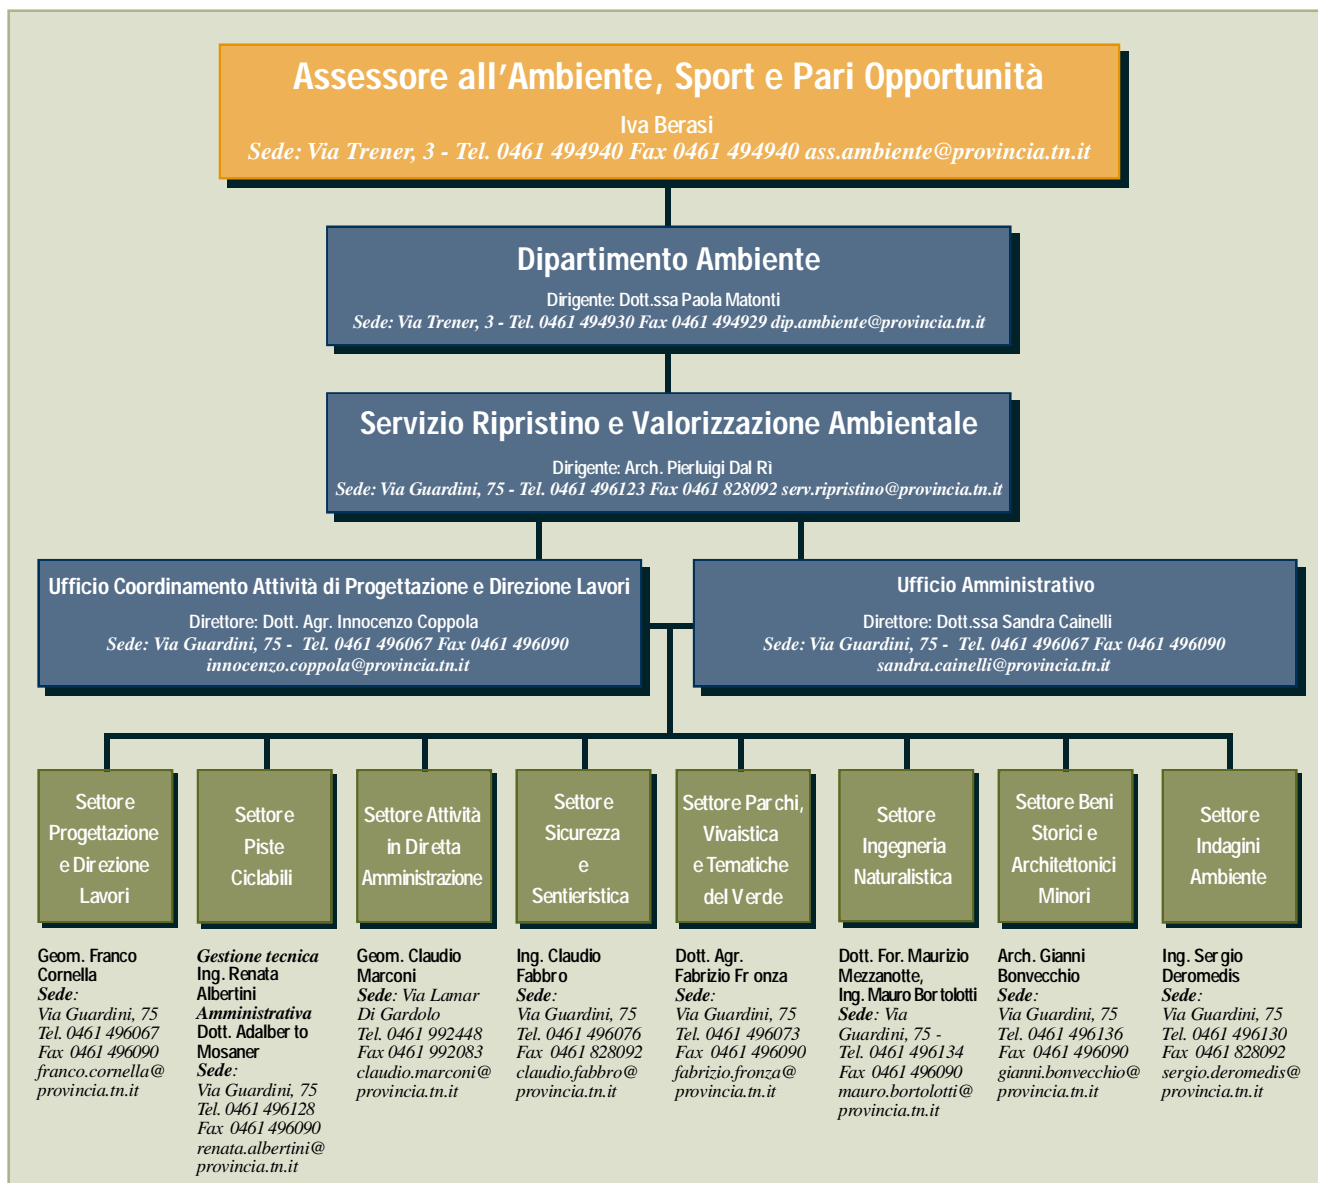 Assessore all'Ambiente, Sport e Pari Opportunità
Iva Berasi
Sede: Via Trener, 3 - Tel. 0461 494940 Fax 0461 494940 ass.ambiente@provincia.tn.it
Dipartimento Ambiente
Dirigente: Dott.ssa Paola Matonti
Sede: Via Trener, 3 - Tel. 0461 494930 Fax 0461 494929 dip.ambiente@provincia.tn.it
Servizio Ripristino e Valorizzazione Ambientale
Dirigente: Arch. Pierluigi Dal Rì
Sede: Via Guardini, 75 - Tel. 0461 496123 Fax 0461 828092 serv.ripristino@provincia.tn.it
Ufficio Coordinamento Attività di Progettazione e Direzione Lavori
Direttore: Dott. Agr. Innocenzo Coppola
Sede: Via Guardini, 75 - Tel. 0461 496067 Fax 0461 496090
innocenzo.coppola@provincia.tn.it
Ufficio Amministrativo
Direttore: Dott.ssa Sandra Cainelli
Sede: Via Guardini, 75 - Tel. 0461 496067 Fax 0461 496090
sandra.cainelli@provincia.tn.it
Settore
Progettazione
e Direzione
Lavori
Geom. Franco
Cornella
Sede:
Via Guardini, 75
Tel. 0461 496067
Fax 0461 496090
franco.cornella@
provincia.tn.it
Settore
Piste
Ciclabili
Gestione tecnica
Ing. Renata
Albertini
Amministrativa
Dott. Adalberto
Mosaner
Sede:
Via Guardini, 75
Tel. 0461 496128
Fax 0461 496090
renata.albertini@
provincia.tn.it
Settore Attività
in Diretta
Amministrazione
Geom. Claudio
Marconi
Sede: Via Lamar
Di Gardolo
Tel. 0461 992448
Fax 0461 992083
claudio.marconi@
provincia.tn.it
Settore
Sicurezza
e
Sentieristica
Ing. Claudio
Fabbro
Sede:
Via Guardini, 75
Tel. 0461 496076
Fax 0461 828092
claudio.fabbro@
provincia.tn.it
Settore Parchi,
Vivaistica
e Tematiche
del Verde
Dott. Agr.
Fabrizio Fronza
Sede:
Via Guardini, 75
Tel. 0461 496073
Fax 0461 496090
fabrizio.fronza@
provincia.tn.it
Settore
Ingegneria
Naturalistica
Dott. For. Maurizio
Mezzanotte,
Ing. Mauro Bortolotti
Sede: Via
Guardini, 75 -
Tel. 0461 496134
Fax 0461 496090
mauro.bortolotti@
provincia.tn.it
Settore Beni
Storici e
Architettonici
Minori
Arch. Gianni
Bonvecchio
Sede:
Via Guardini, 75
Tel. 0461 496136
Fax 0461 496090
gianni.bonvecchio@
provincia.tn.it
Settore
Indagini
Ambiente
Ing. Sergio
Deromedis
Sede:
Via Guardini, 75
Tel. 0461 496130
Fax 0461 828092
sergio.deromedis@
provincia.tn.it